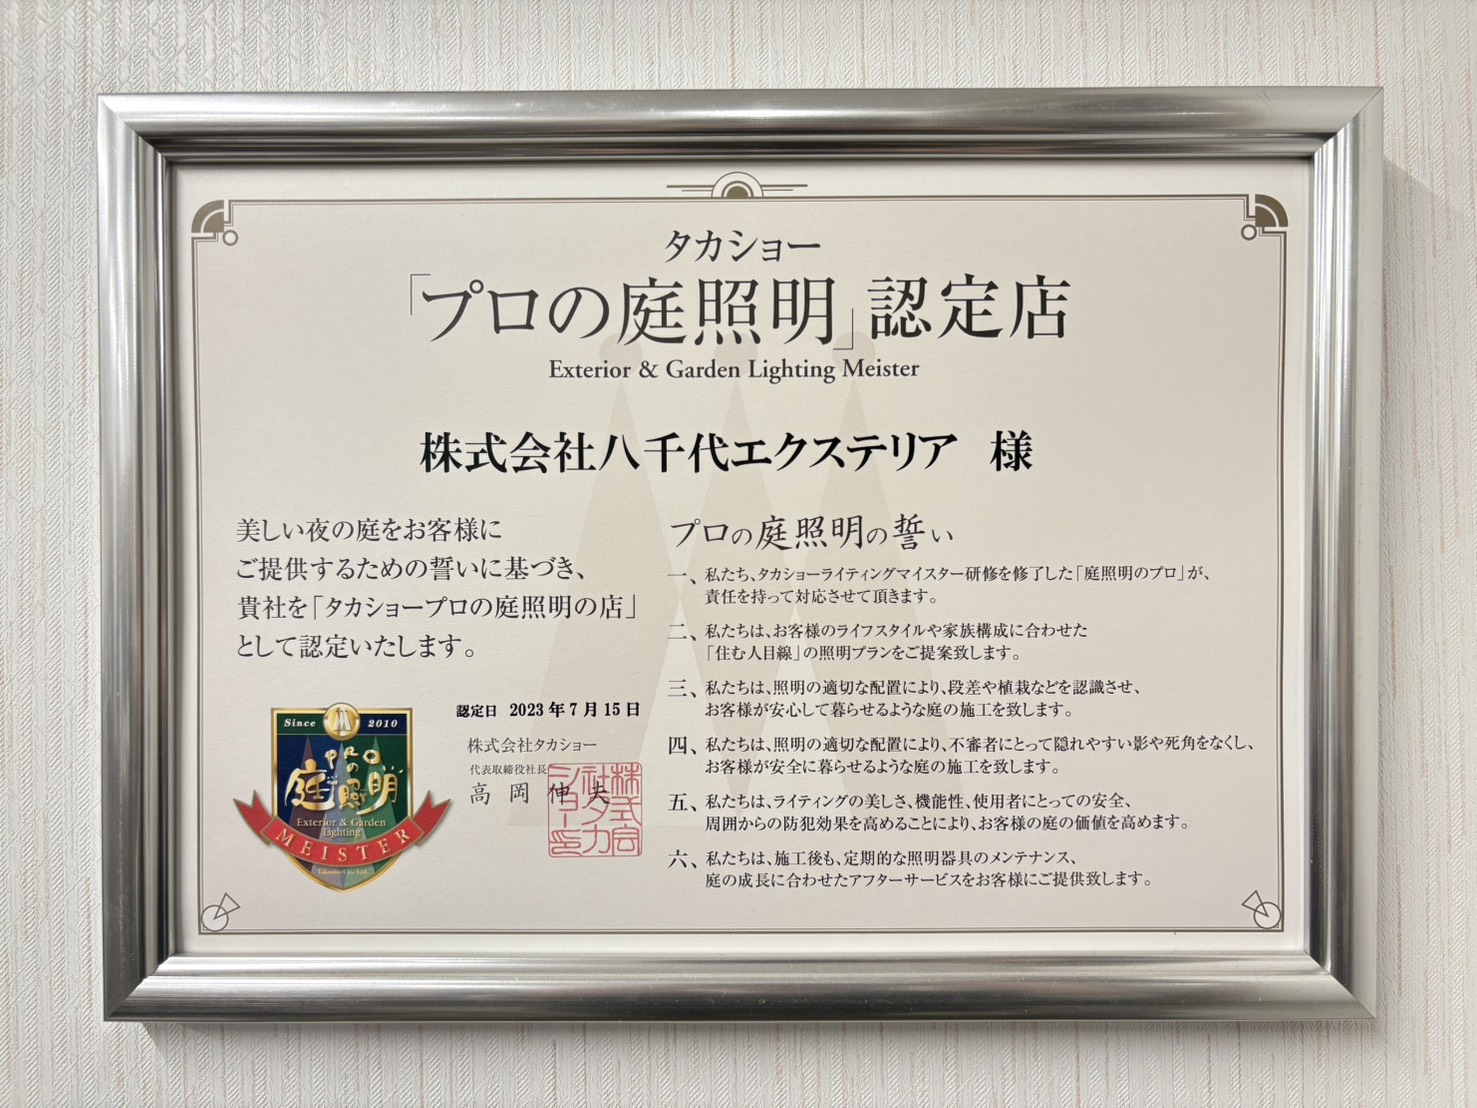 タカショー
「プロの庭照明」認定店
Exterior & Garden Lighting Meister
株式会社八千代エクステリア 様
美しい夜の庭をお客様に
ご提供するための誓いに基づき、
貴社を「タカショープロの庭照明の店」
として認定いたします。
認定日 2023年7月15日
株式会社タカショー
代表取締役社長
高岡伸夫
株式会社タカショー印
Since 2010
PROの
庭照明
Exterior & Garden
Lighting
MEISTER
Takasho Co., Ltd.
プロの庭照明の誓い
一、私たち、タカショーライティングマイスター研修を修了した「庭照明のプロ」が、
責任を持って対応させて頂きます。
二、私たちは、お客様のライフスタイルや家族構成に合わせた
「住む人目線」の照明プランをご提案致します。
三、私たちは、照明の適切な配置により、段差や植栽などを認識させ、
お客様が安心して暮らせるような庭の施工を致します。
四、私たちは、照明の適切な配置により、不審者にとって隠れやすい影や死角をなくし、
お客様が安全に暮らせるような庭の施工を致します。
五、私たちは、ライティングの美しさ、機能性、使用者にとっての安全、
周囲からの防犯効果を高めることにより、お客様の庭の価値を高めます。
六、私たちは、施工後も、定期的な照明器具のメンテナンス、
庭の成長に合わせたアフターサービスをお客様にご提供致します。